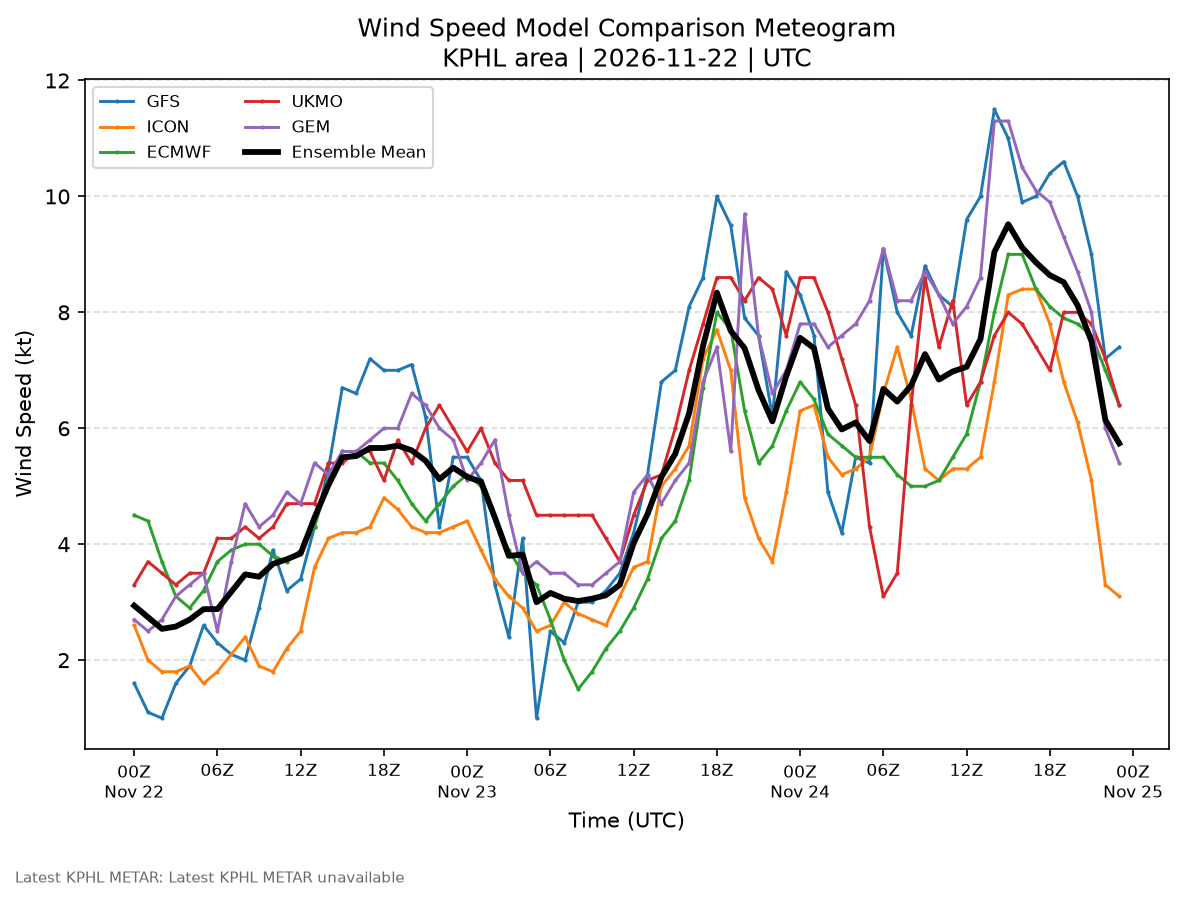 Wind Speed Model Comparison Meteogram
KPHL area | 2026-11-22 | UTC
GFS
ICON
ECMWF
UKMO
GEM
Ensemble Mean
Wind Speed (kt)
12
10
8
6
4
2
00Z
Nov 22
06Z
12Z
18Z
00Z
Nov 23
06Z
12Z
18Z
00Z
Nov 24
06Z
12Z
18Z
00Z
Nov 25
Time (UTC)
Latest KPHL METAR: Latest KPHL METAR unavailable